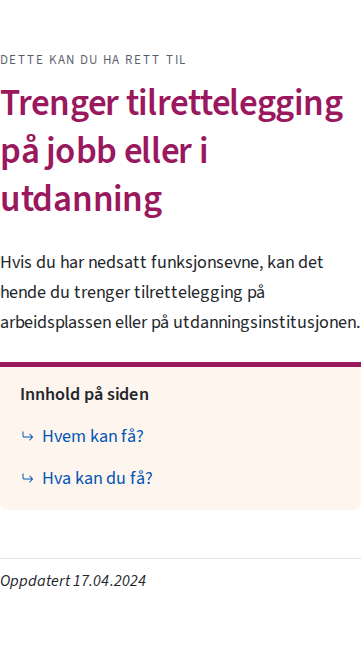 DETTE KAN DU HA RETT TIL
Trenger tilrettelegging
på jobb eller i
utdanning
Hvis du har nedsatt funksjonsevne, kan det
hende du trenger tilrettelegging på
arbeidsplassen eller på utdanningsinstitusjonen.
Innhold på siden
Hvem kan få?
Hva kan du få?
Oppdatert 17.04.2024